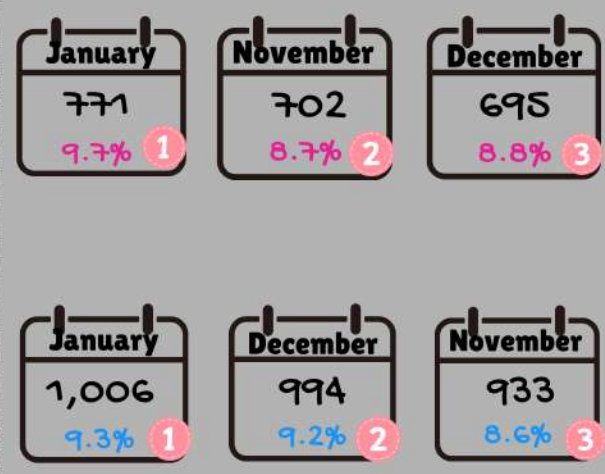 January
771
9.7% 1
November
702
8.7% 2
December
695
8.8% 3
January
1,006
9.3% 1
December
994
9.2% 2
November
933
8.6% 3